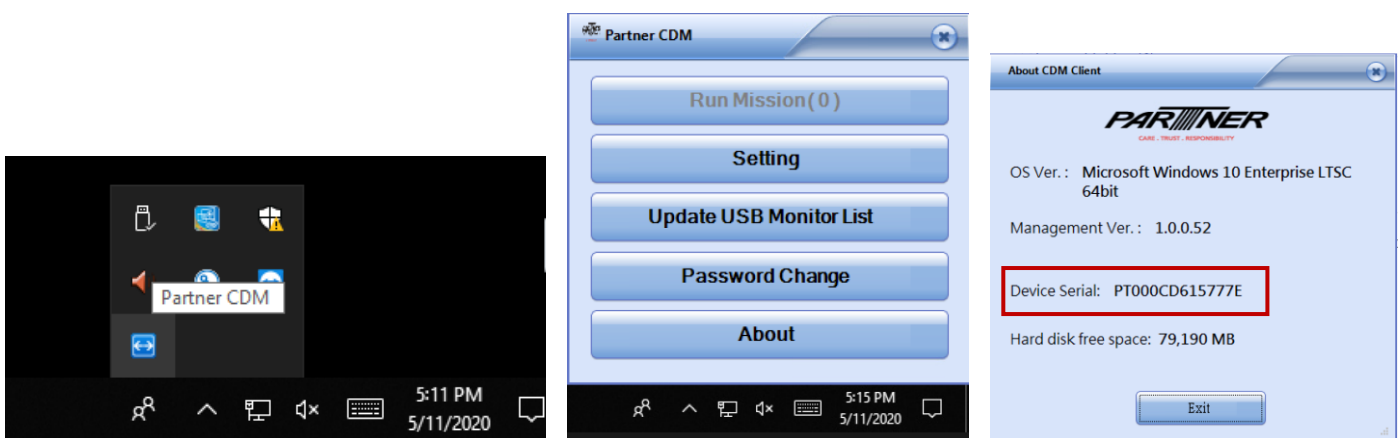 Partner CDM
5:11 PM
5/11/2020
Partner CDM
Run Mission ( 0 )
Setting
Update USB Monitor List
Password Change
About
5:15 PM
5/11/2020
About CDM Client
PARTNER
CARE . TRUST . RESPONSIBILITY
OS Ver. : Microsoft Windows 10 Enterprise LTSC
64bit
Management Ver. : 1.0.0.52
Device Serial: PT000CD615777E
Hard disk free space: 79,190 MB
Exit